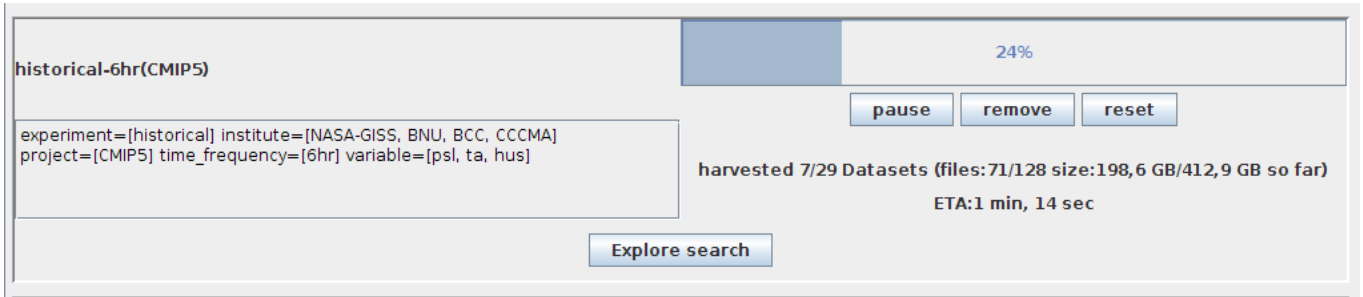 historical-6hr(CMIP5)
24%
pause remove reset
experiment=[historical] institute=[NASA-GISS, BNU, BCC, CCCMA]
project=[CMIP5] time_frequency=[6hr] variable=[psl, ta, hus]
harvested 7/29 Datasets (files:71/128 size:198,6 GB/412,9 GB so far)
ETA:1 min, 14 sec
Explore search